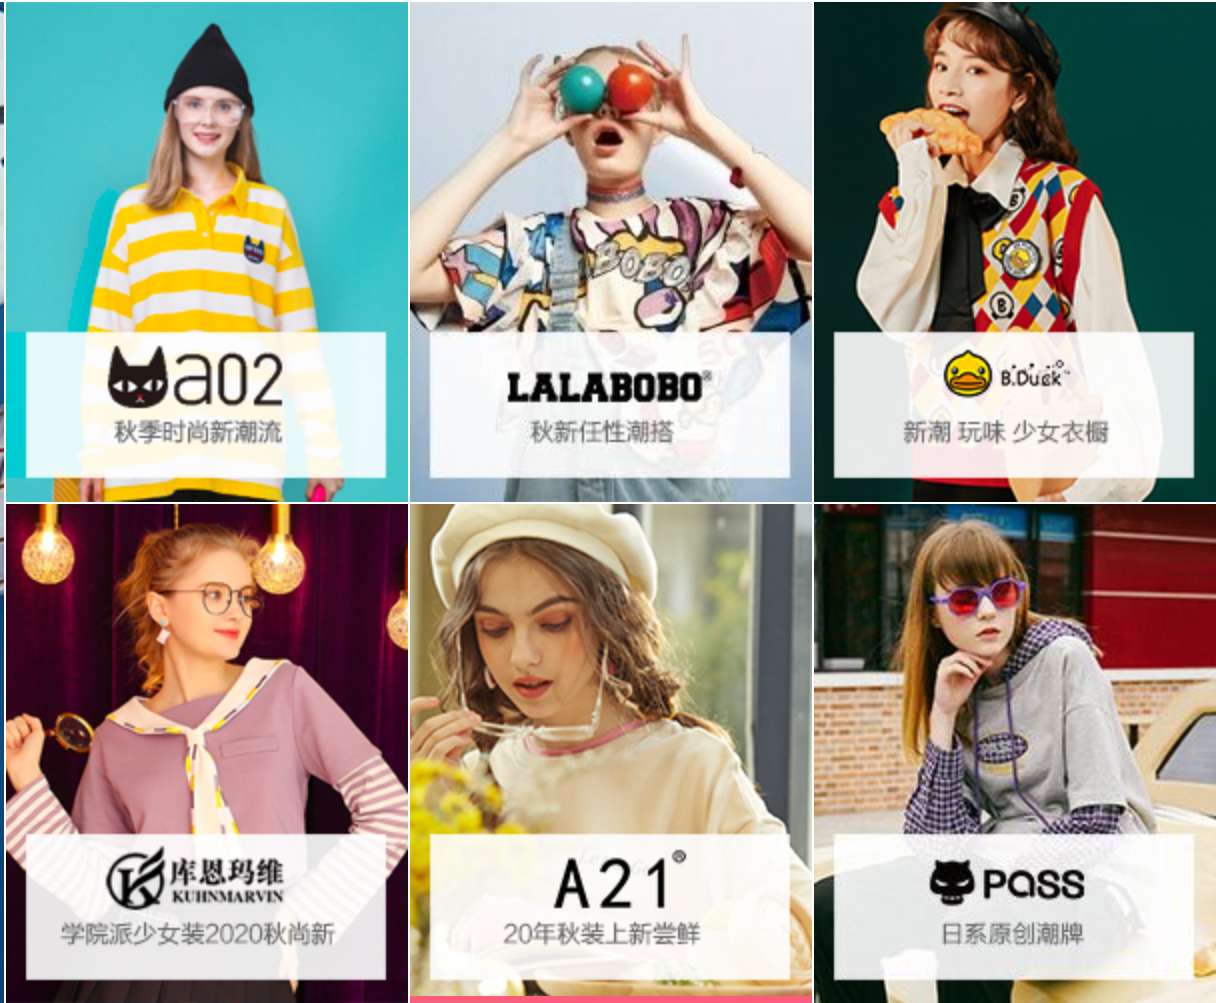 BOBO
B
B
a02
秋季时尚新潮流
LALABOBO®
秋新任性潮搭
B.Duck™
新潮 玩味 少女衣橱
库恩玛维
KUHNMARVIN
学院派少女装2020秋尚新
A21®
20年秋装上新尝鲜
PASS
日系原创潮牌